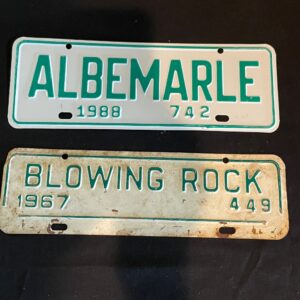 ALBEMARLE
1988 742
BLOWING ROCK
1967 449